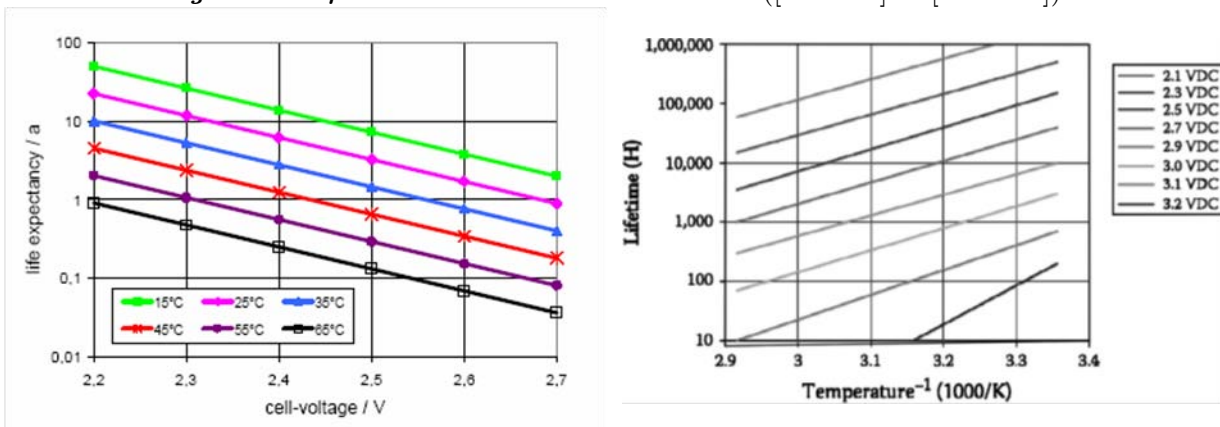 ([ ] [ ])
100
10
1
0,1
0,01
life expectancy / a
15°C
25°C
35°C
45°C
55°C
65°C
2,2
2,3
2,4
2,5
2,6
2,7
cell-voltage / V
1,000,000
100,000
10,000
1,000
100
10
Lifetime (H)
2.9
3
3.1
3.2
3.3
3.4
Temperature⁻¹ (1000/K)
2.1 VDC
2.3 VDC
2.5 VDC
2.7 VDC
2.9 VDC
3.0 VDC
3.1 VDC
3.2 VDC